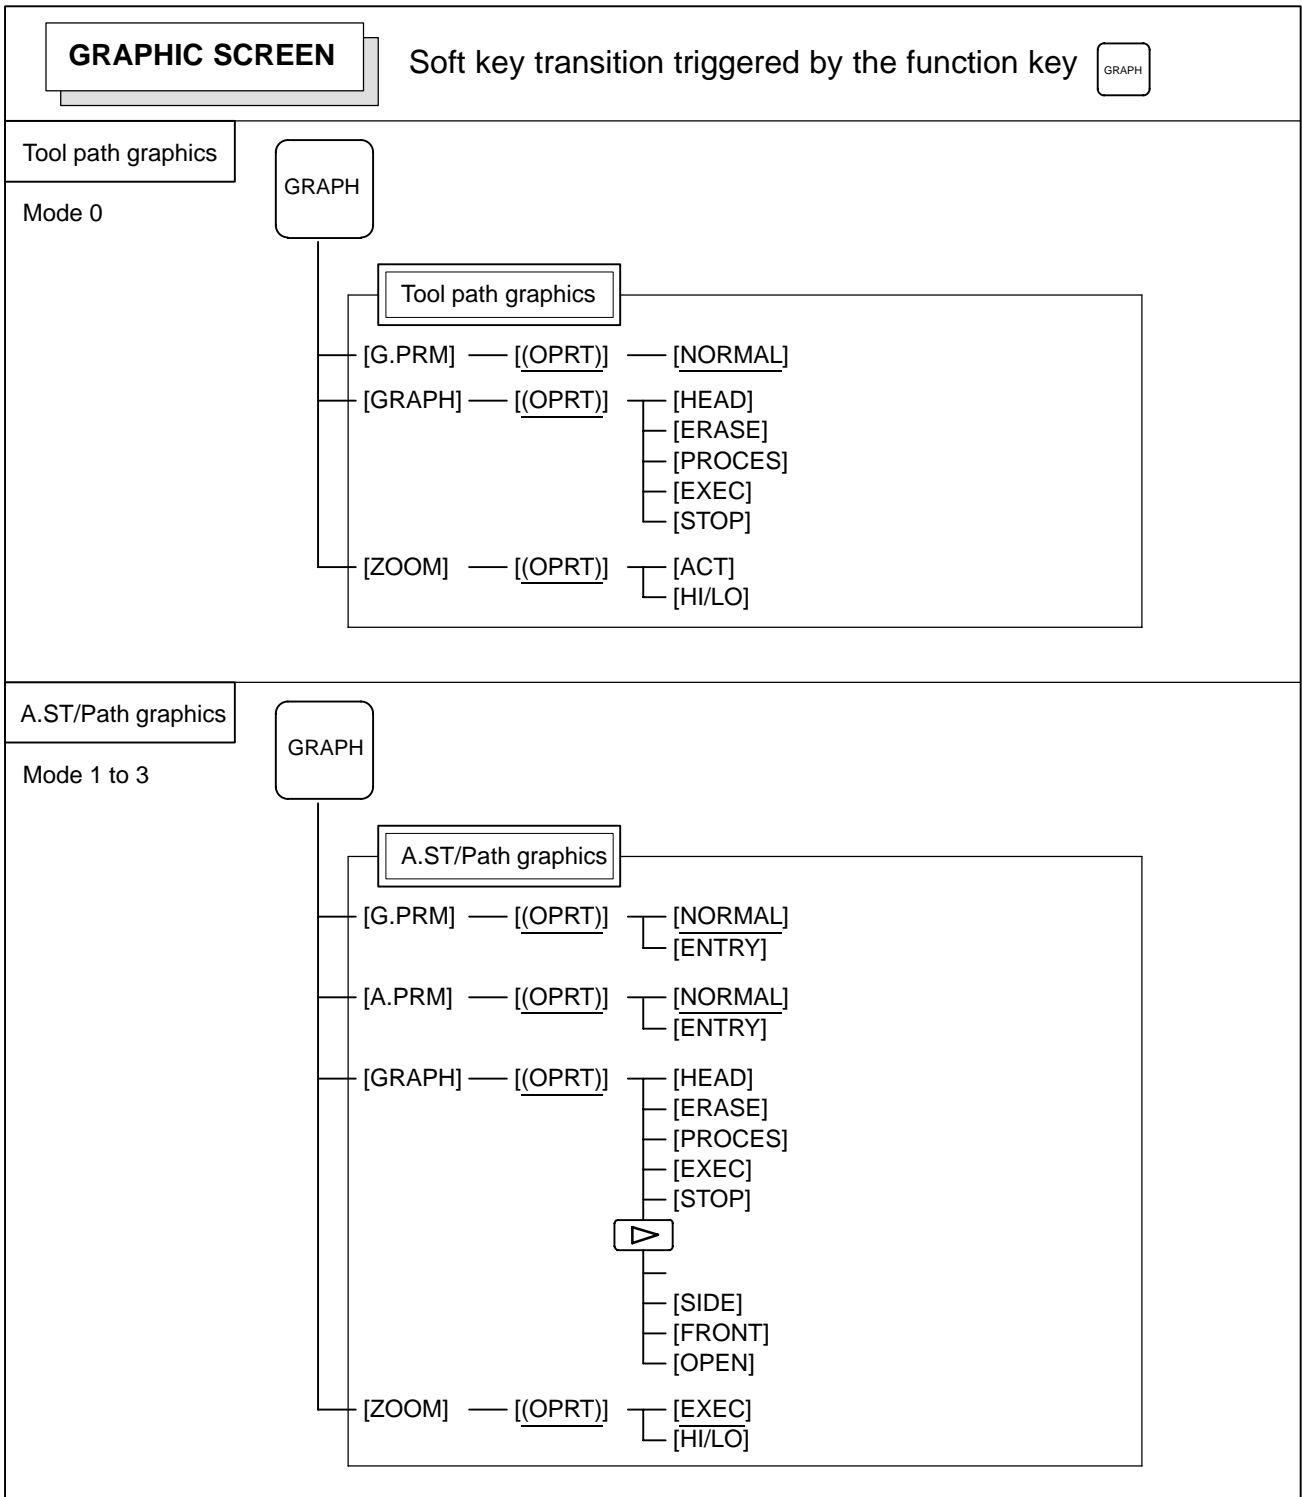 GRAPHIC SCREEN
Soft key transition triggered by the function key GRAPH
Tool path graphics
GRAPH
Mode 0
Tool path graphics
[G.PRM] [(OPRT)] [NORMAL]
[GRAPH] [(OPRT)] [HEAD]
[ERASE]
[PROCES]
[EXEC]
[STOP]
[ZOOM] [(OPRT)] [ACT]
[HI/LO]
A.ST/Path graphics
GRAPH
Mode 1 to 3
A.ST/Path graphics
[G.PRM] [(OPRT)] [NORMAL]
[ENTRY]
[A.PRM] [(OPRT)] [NORMAL]
[ENTRY]
[GRAPH] [(OPRT)] [HEAD]
[ERASE]
[PROCES]
[EXEC]
[STOP]
[SIDE]
[FRONT]
[OPEN]
[ZOOM] [(OPRT)] [EXEC]
[HI/LO]